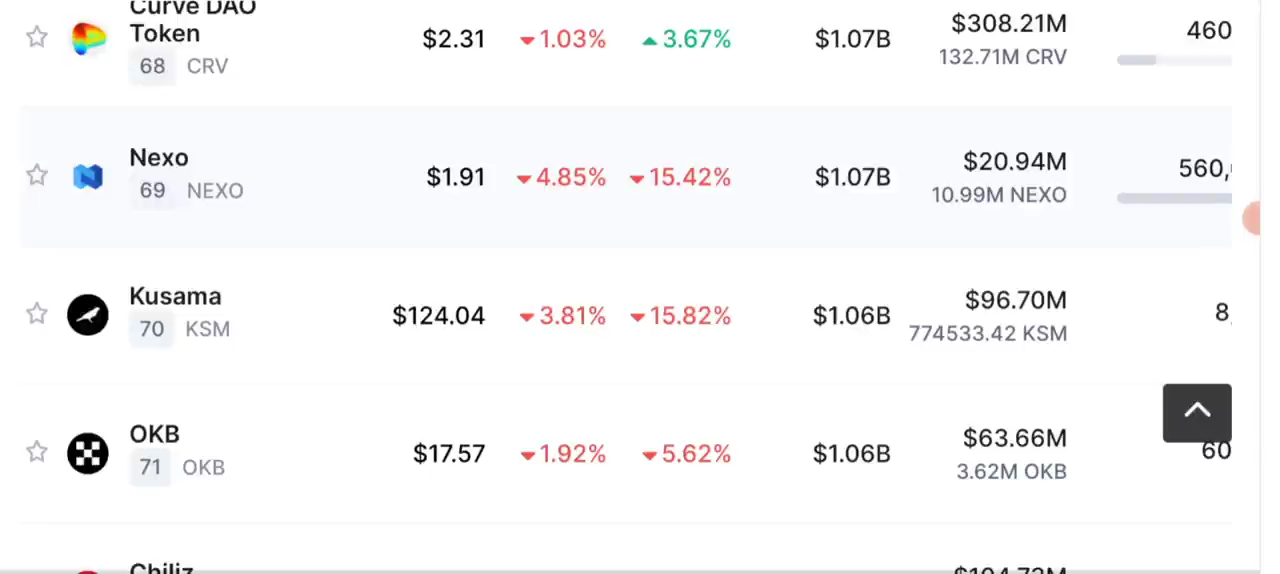 Curve DAO
Token
68 CRV
$2.31 1.03% 3.67% $1.07B $308.21M 460
132.71M CRV
Nexo
69 NEXO
$1.91 4.85% 15.42% $1.07B $20.94M 560,
10.99M NEXO
Kusama
70 KSM
$124.04 3.81% 15.82% $1.06B $96.70M 8,
774533.42 KSM
OKB
71 OKB
$17.57 1.92% 5.62% $1.06B $63.66M 60
3.62M OKB
Chiliz